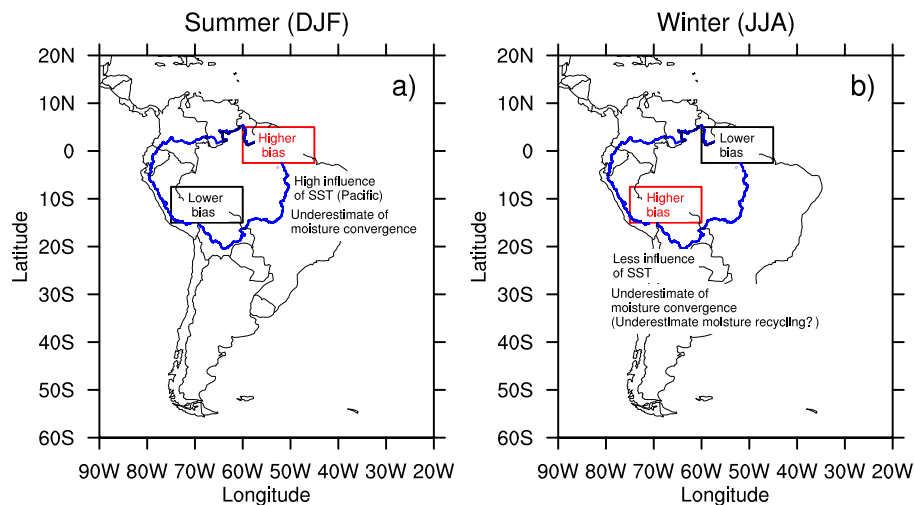 Summer (DJF)
20N
10N
0
10S
20S
30S
40S
50S
60S
Latitude
a)
Higher
bias
High influence
of SST (Pacific)
Underestimate of
moisture convergence
Lower
bias
90W 80W 70W 60W 50W 40W 30W 20W
Longitude
Winter (JJA)
20N
10N
0
10S
20S
30S
40S
50S
60S
Latitude
b)
Lower
bias
Higher
bias
Less influence
of SST
Underestimate of
moisture convergence
(Underestimate moisture recycling?)
90W 80W 70W 60W 50W 40W 30W 20W
Longitude